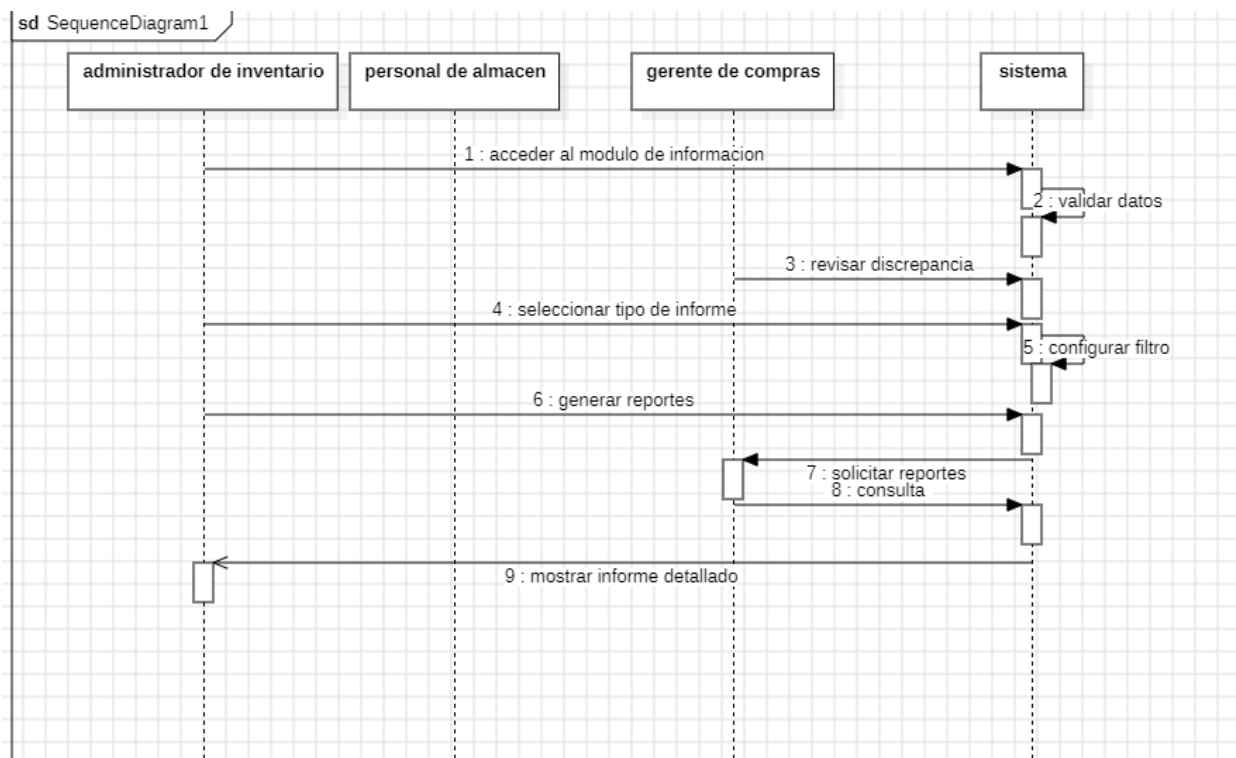 sd SequenceDiagram1
administrador de inventario
personal de almacen
gerente de compras
sistema
1 : acceder al modulo de informacion
2 : validar datos
3 : revisar discrepancia
4 : seleccionar tipo de informe
5 : configurar filtro
6 : generar reportes
7 : solicitar reportes
8 : consulta
9 : mostrar informe detallado